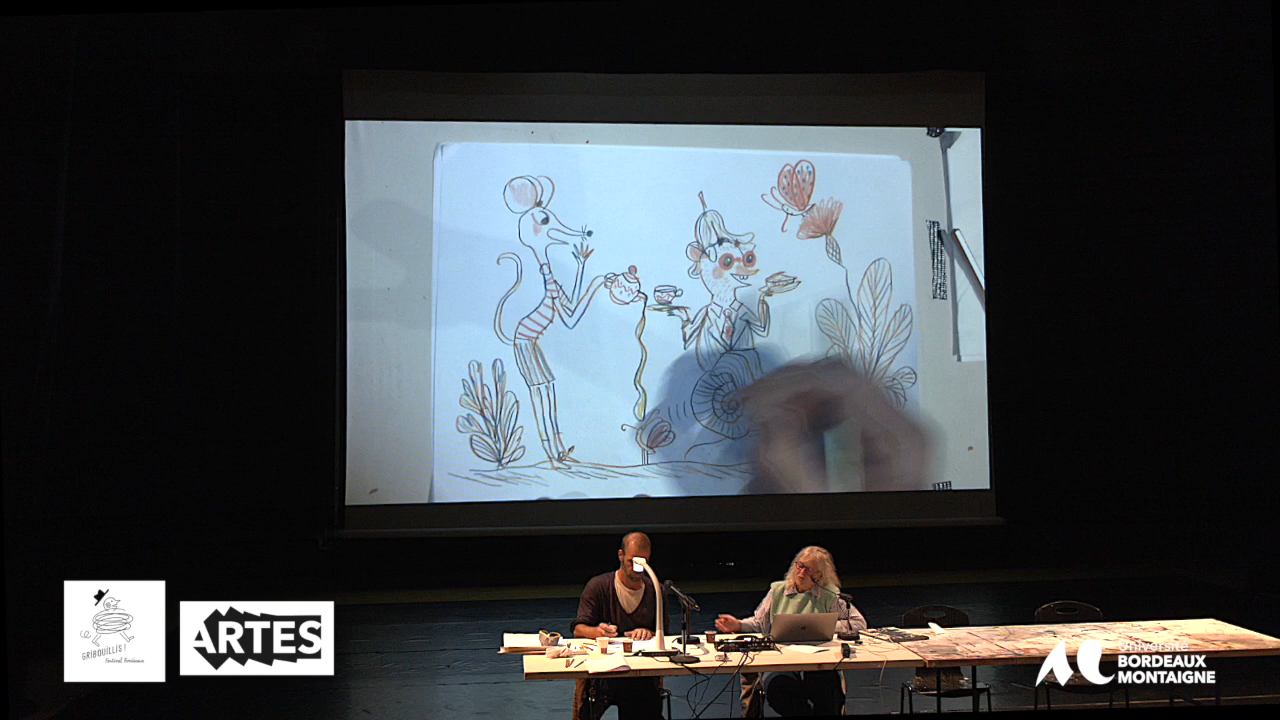 GRIBOUILLIS !
Festival Bordeaux
ARTES
Université
BORDEAUX
MONTAIGNE